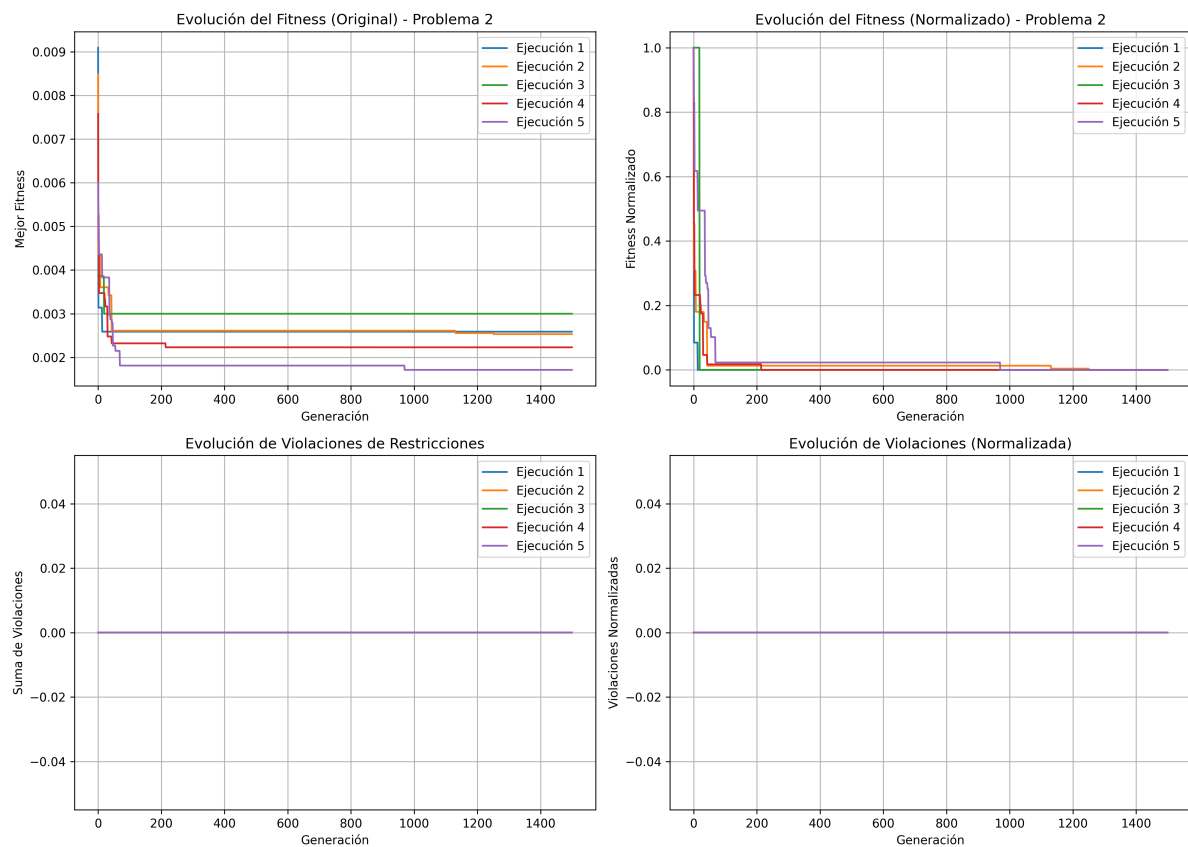 Evolución del Fitness (Original) - Problema 2
Mejor Fitness
0.009
0.008
0.007
0.006
0.005
0.004
0.003
0.002
0
200
400
600
800
1000
1200
1400
Generación
Ejecución 1
Ejecución 2
Ejecución 3
Ejecución 4
Ejecución 5
Evolución del Fitness (Normalizado) - Problema 2
Fitness Normalizado
1.0
0.8
0.6
0.4
0.2
0.0
0
200
400
600
800
1000
1200
1400
Generación
Ejecución 1
Ejecución 2
Ejecución 3
Ejecución 4
Ejecución 5
Evolución de Violaciones de Restricciones
Suma de Violaciones
0.04
0.02
0.00
−0.02
−0.04
0
200
400
600
800
1000
1200
1400
Generación
Ejecución 1
Ejecución 2
Ejecución 3
Ejecución 4
Ejecución 5
Evolución de Violaciones (Normalizada)
Violaciones Normalizadas
0.04
0.02
0.00
−0.02
−0.04
0
200
400
600
800
1000
1200
1400
Generación
Ejecución 1
Ejecución 2
Ejecución 3
Ejecución 4
Ejecución 5